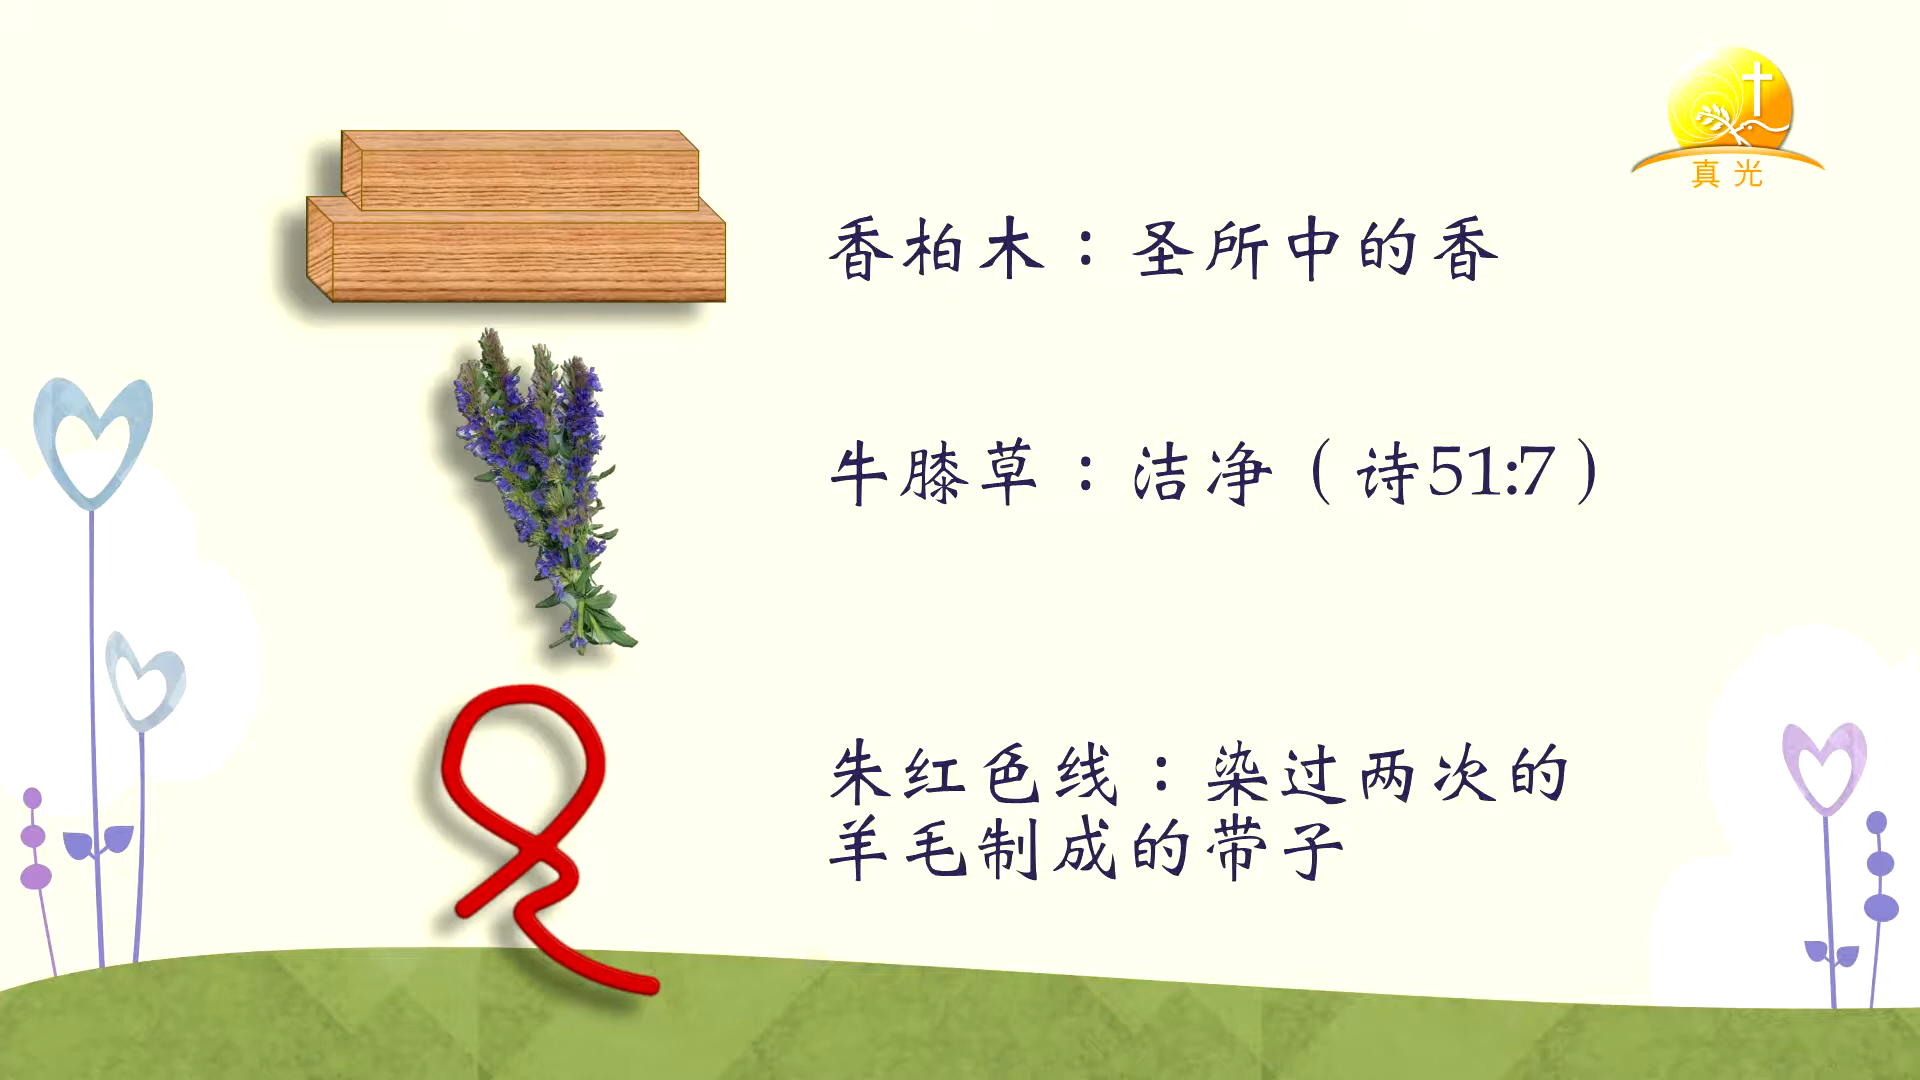 真光
香柏木：圣所中的香
牛膝草：洁净（诗51:7）
朱红色线：染过两次的
羊毛制成的带子